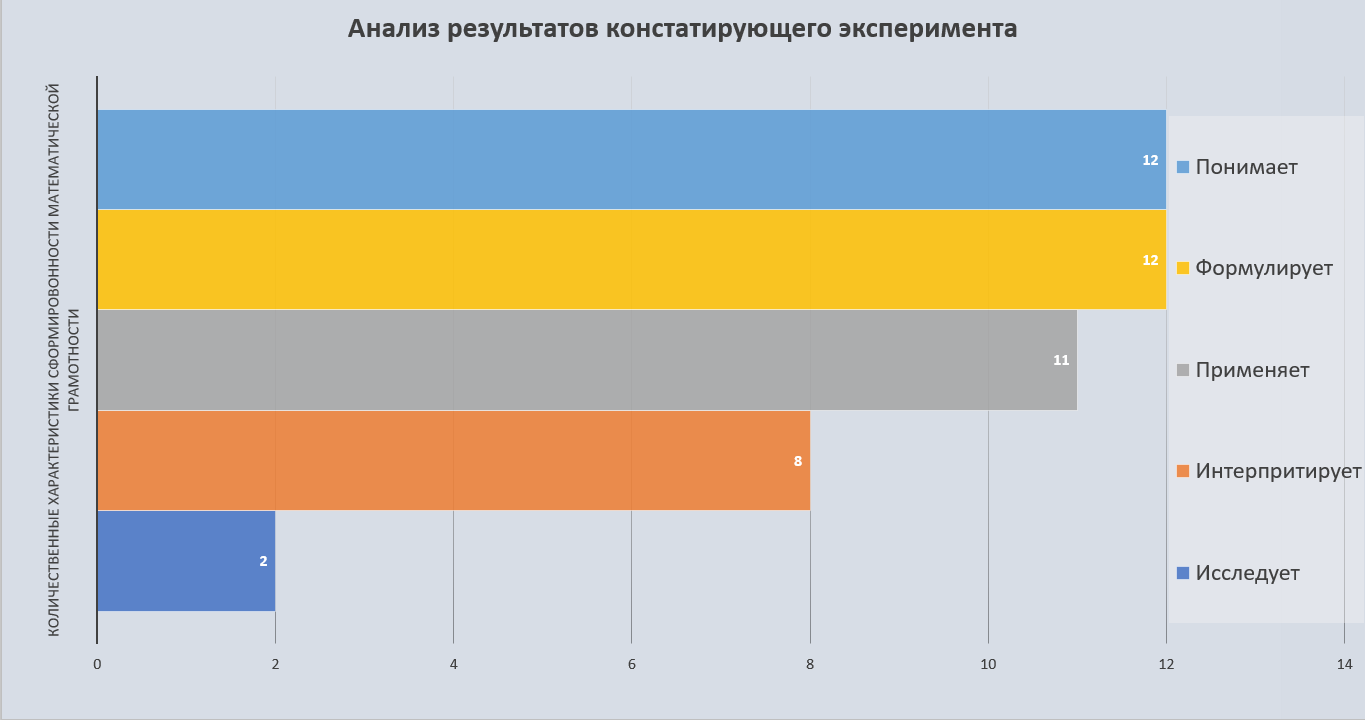 Анализ результатов констатирующего эксперимента
КОЛИЧЕСТВЕННЫЕ ХАРАКТЕРИСТИКИ СФОРМИРОВОННОСТИ МАТЕМАТИЧЕСКОЙ
ГРАМОТНОСТИ
12
12
11
8
2
Понимает
Формулирует
Применяет
Интерпритирует
Исследует
0 2 4 6 8 10 12 14